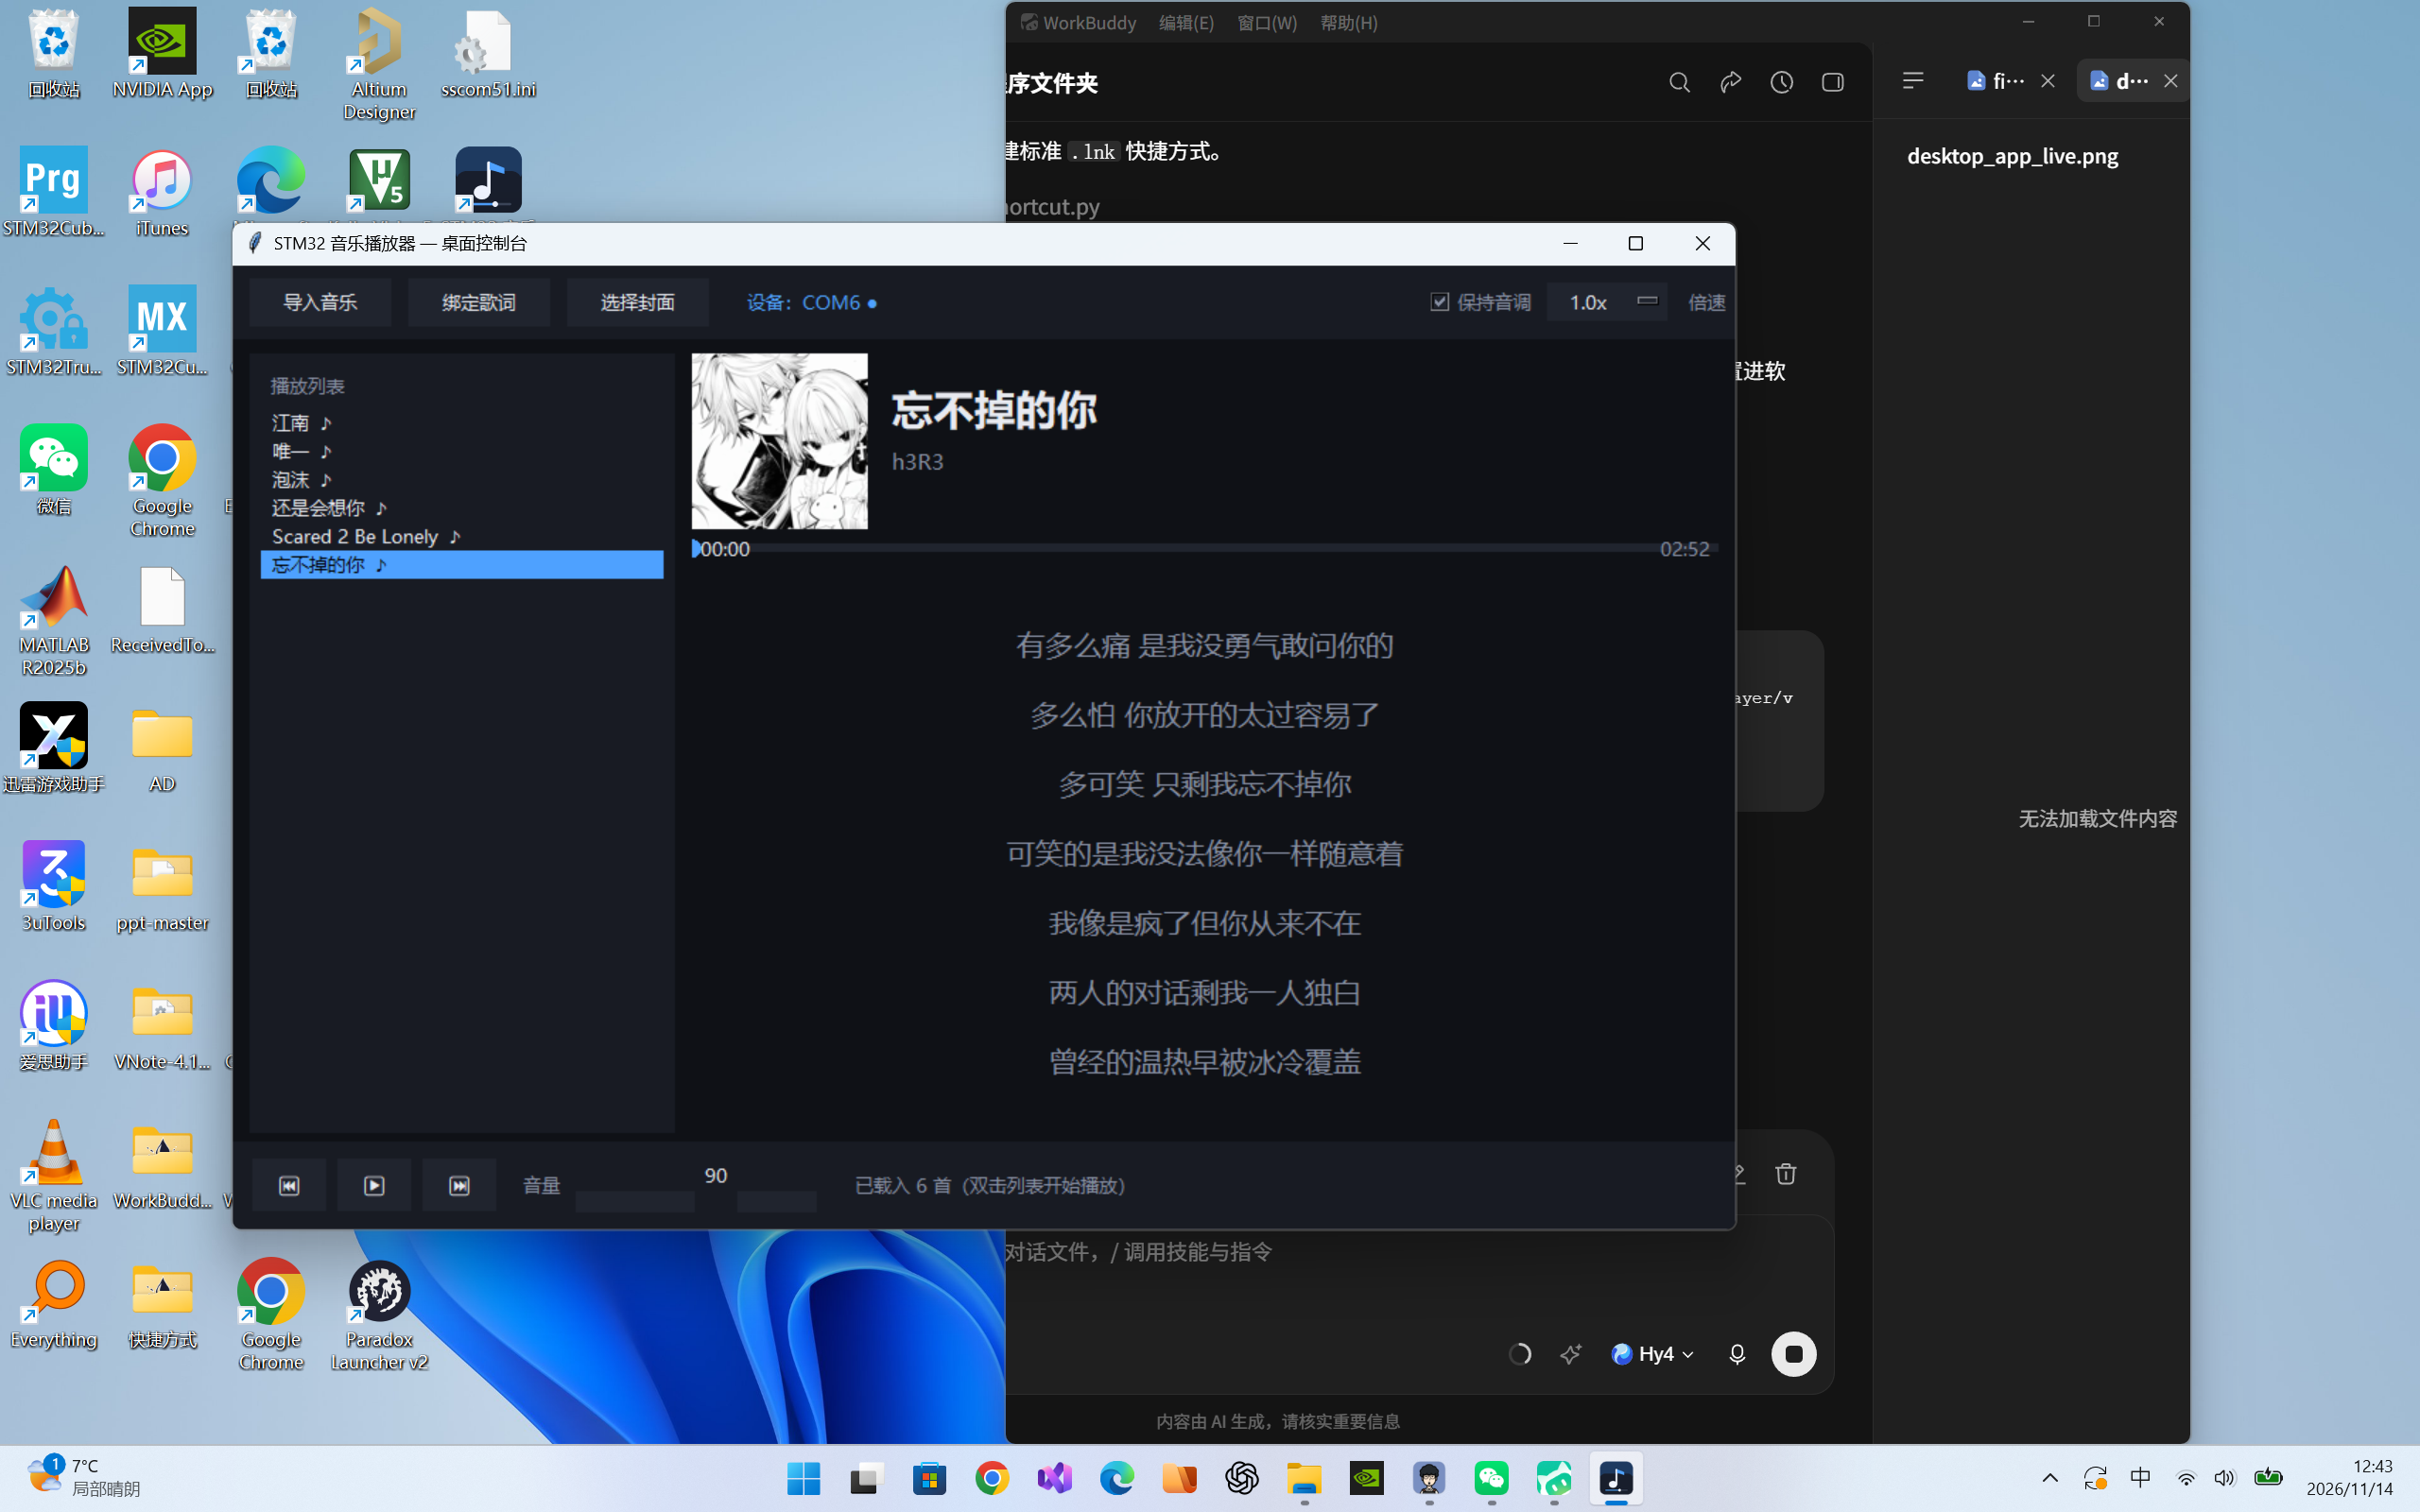 回收站
NVIDIA App
回收站
Altium Designer
sscom51.ini
STM32Cub...
iTunes
STM32Tru...
STM32Cu...
微信
Google Chrome
MATLAB R2025b
ReceivedTo...
迅雷游戏助手
AD
3uTools
ppt-master
爱思助手
VNote-4.1...
VLC media player
WorkBudd...
Everything
快捷方式
Google Chrome
Paradox Launcher v2
WorkBuddy 编辑(E) 窗口(W) 帮助(H)
序文件夹
fi···
d···
建标准 .lnk 快捷方式。
ortcut.py
desktop_app_live.png
置进软
ayer/v
无法加载文件内容
STM32 音乐播放器 — 桌面控制台
导入音乐
绑定歌词
选择封面
设备：COM6 ●
保持音调
1.0x
倍速
播放列表
江南 ♪
唯一 ♪
泡沫 ♪
还是会想你 ♪
Scared 2 Be Lonely ♪
忘不掉的你 ♪
忘不掉的你
h3R3
00:00
02:52
有多么痛 是我没勇气敢问你的
多么怕 你放开的太过容易了
多可笑 只剩我忘不掉你
可笑的是我没法像你一样随意着
我像是疯了但你从来不在
两人的对话剩我一人独白
曾经的温热早被冰冷覆盖
音量
90
已载入 6 首（双击列表开始播放）
对话文件，/ 调用技能与指令
Hy4
内容由 AI 生成，请核实重要信息
1
7°C
局部晴朗
中
12:43
2026/11/14